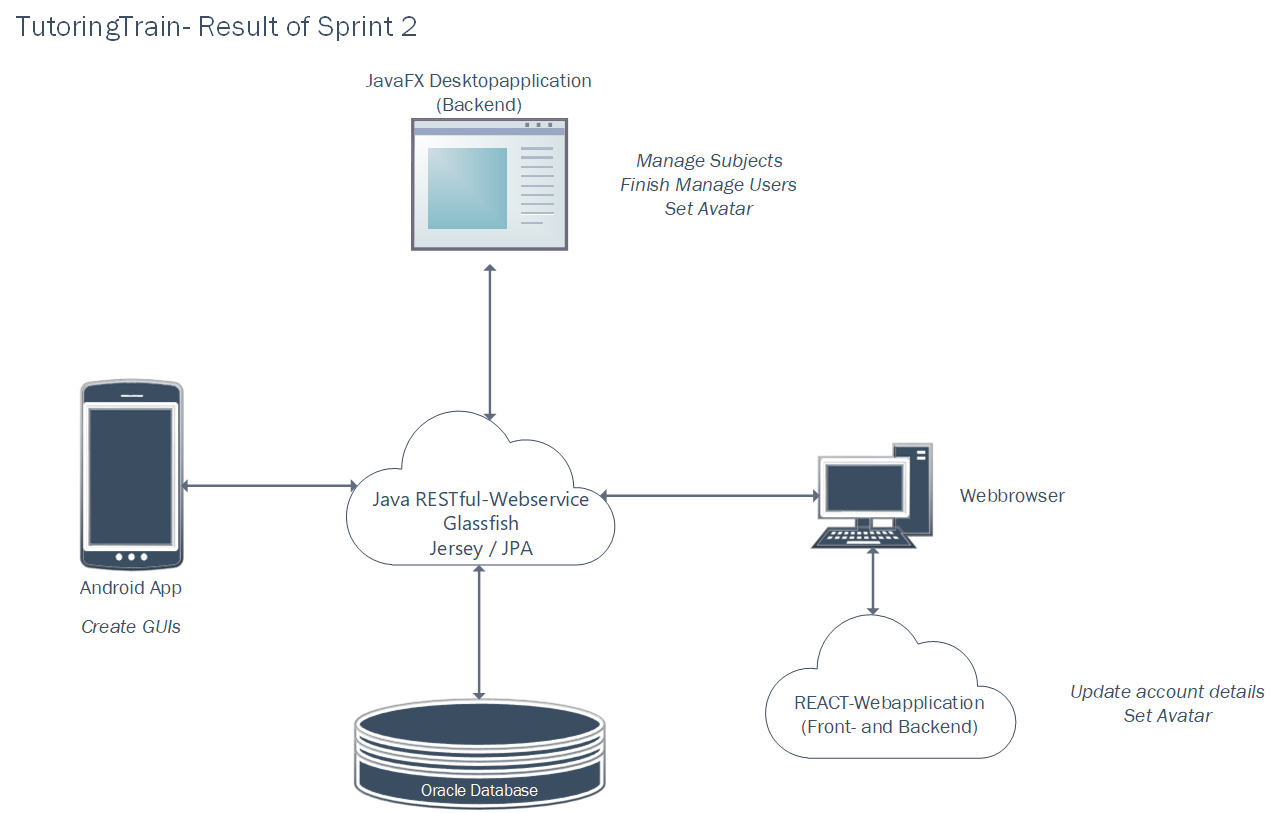 TutoringTrain- Result of Sprint 2
JavaFX Desktopapplication
(Backend)
Manage Subjects
Finish Manage Users
Set Avatar
Java RESTful-Webservice
Glassfish
Jersey / JPA
Webbrowser
Android App
Create GUIs
REACT-Webapplication
(Front- and Backend)
Update account details
Set Avatar
Oracle Database